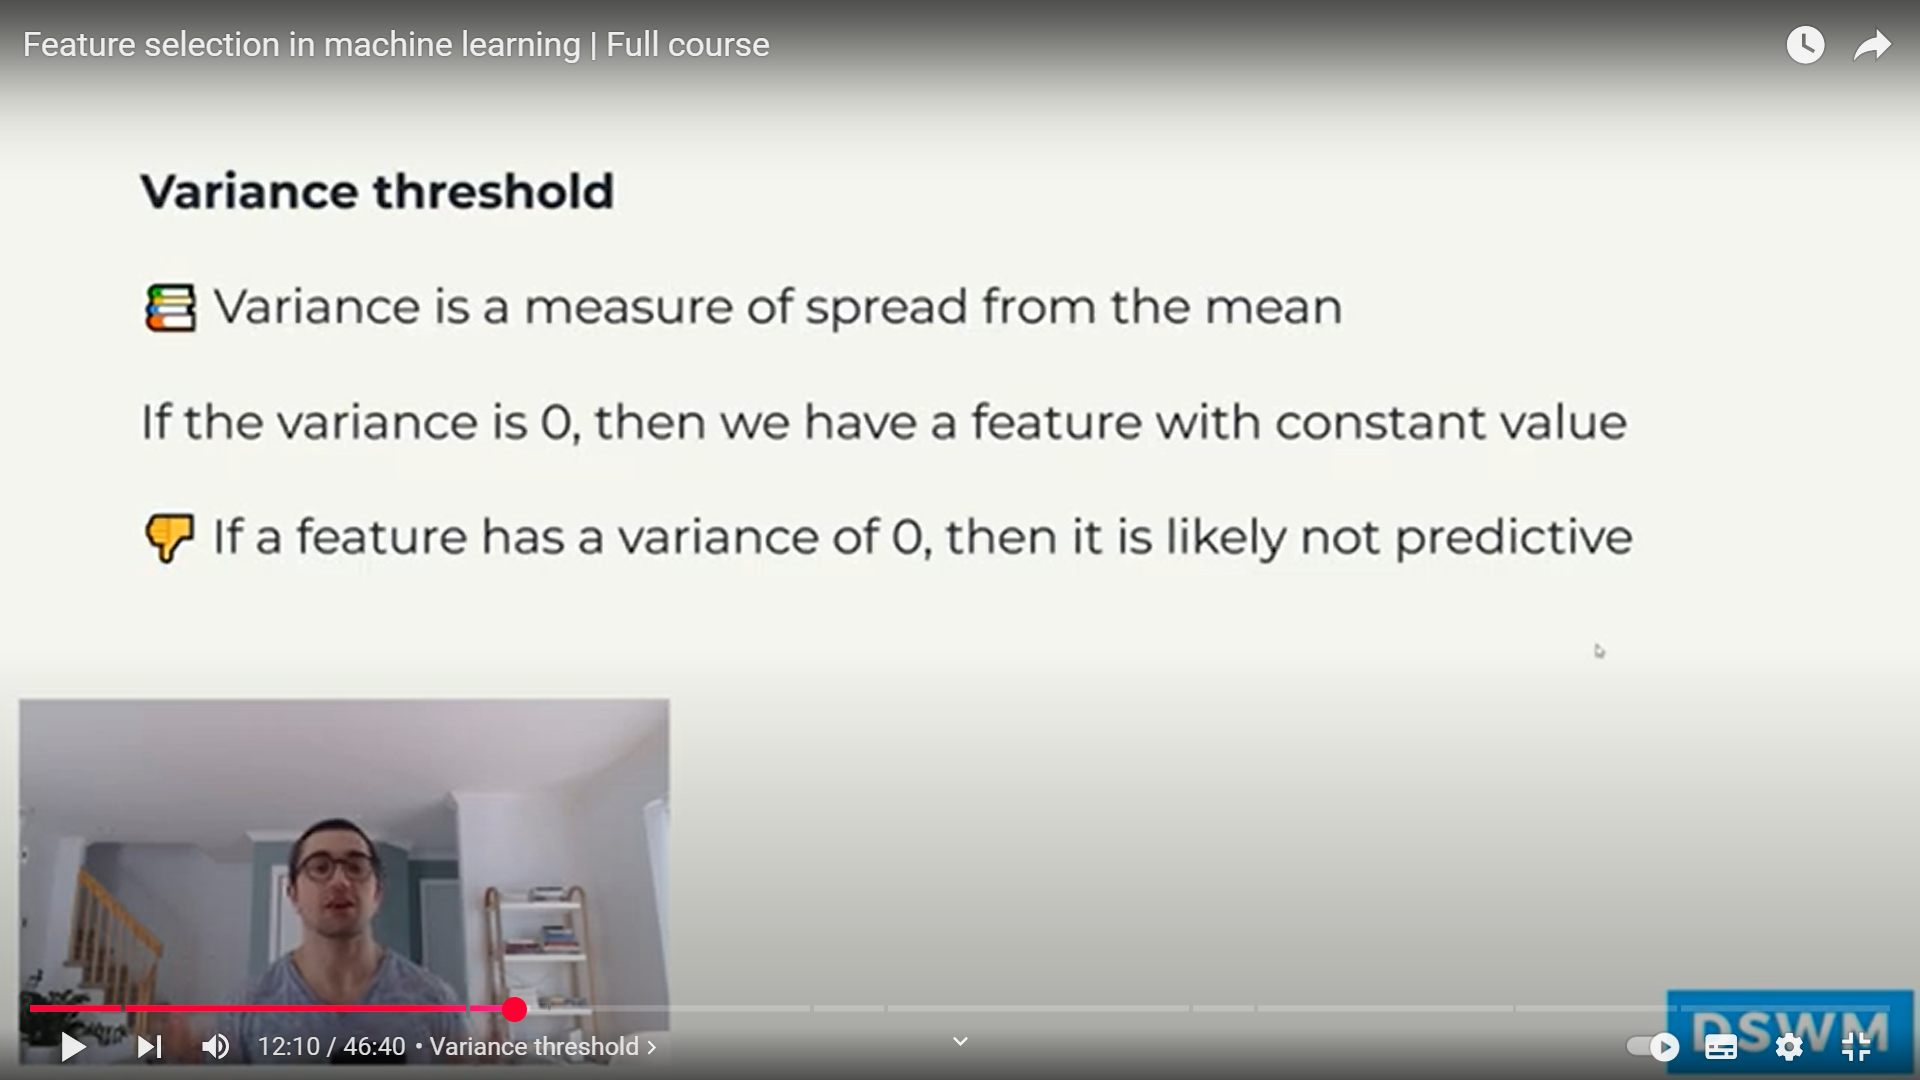 Feature selection in machine learning | Full course
Variance threshold
Variance is a measure of spread from the mean
If the variance is 0, then we have a feature with constant value
If a feature has a variance of 0, then it is likely not predictive
12:10 / 46:40 • Variance threshold
DSWM